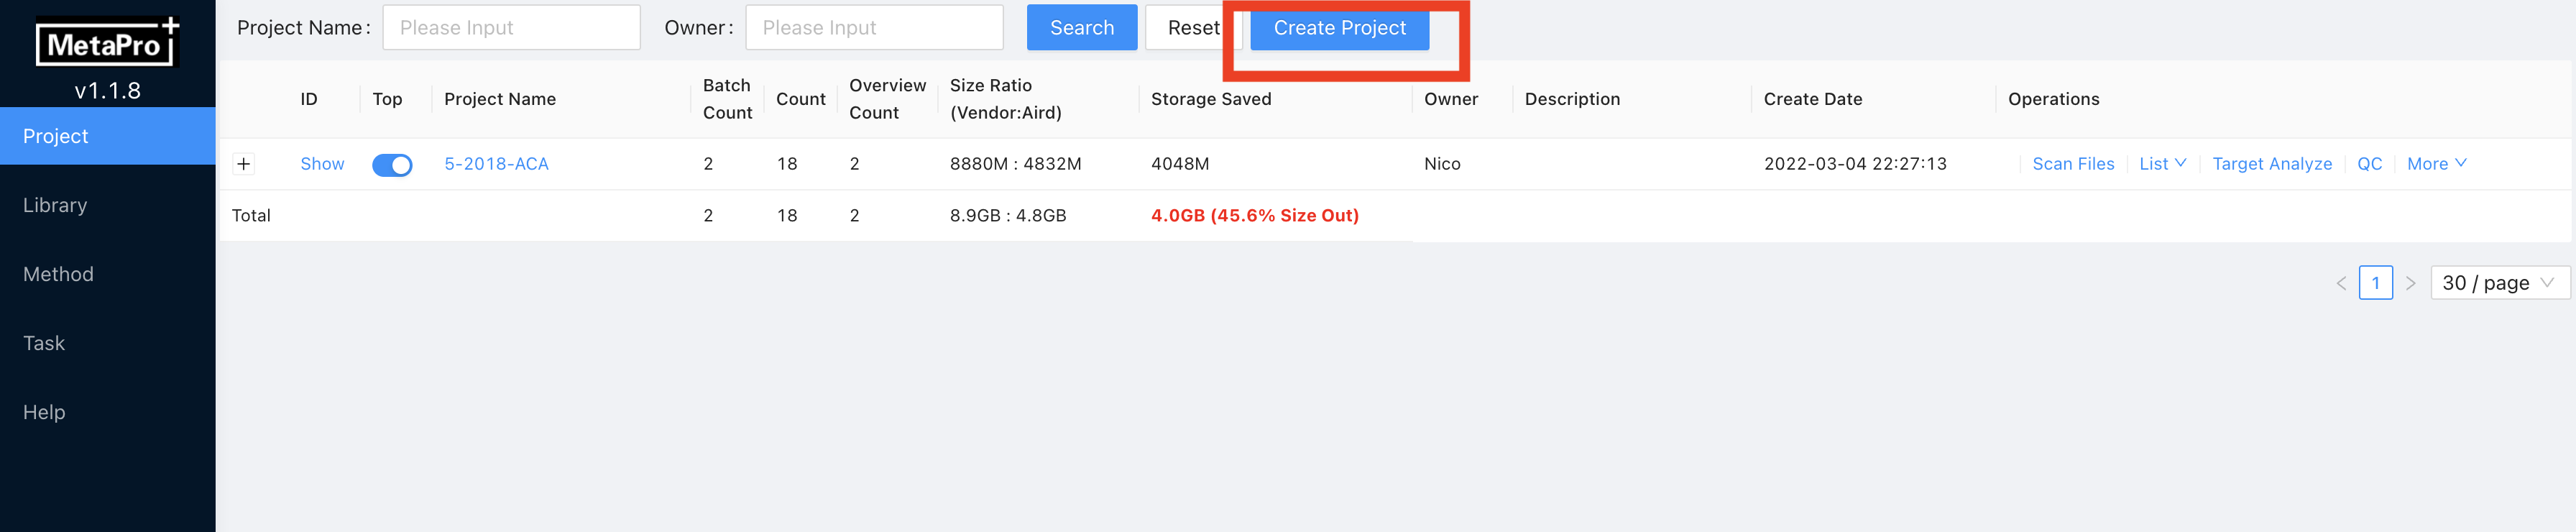 MetaPro
v1.1.8
Project
Library
Method
Task
Help
Project Name: Please Input Owner: Please Input Search Reset Create Project
ID Top Project Name Batch Count Count Overview Count Size Ratio (Vendor:Aird) Storage Saved Owner Description Create Date Operations
Show 5-2018-ACA 2 18 2 8880M : 4832M 4048M Nico 2022-03-04 22:27:13 Scan Files List Target Analyze QC More
Total 2 18 2 8.9GB : 4.8GB 4.0GB (45.6% Size Out)
1 30 / page